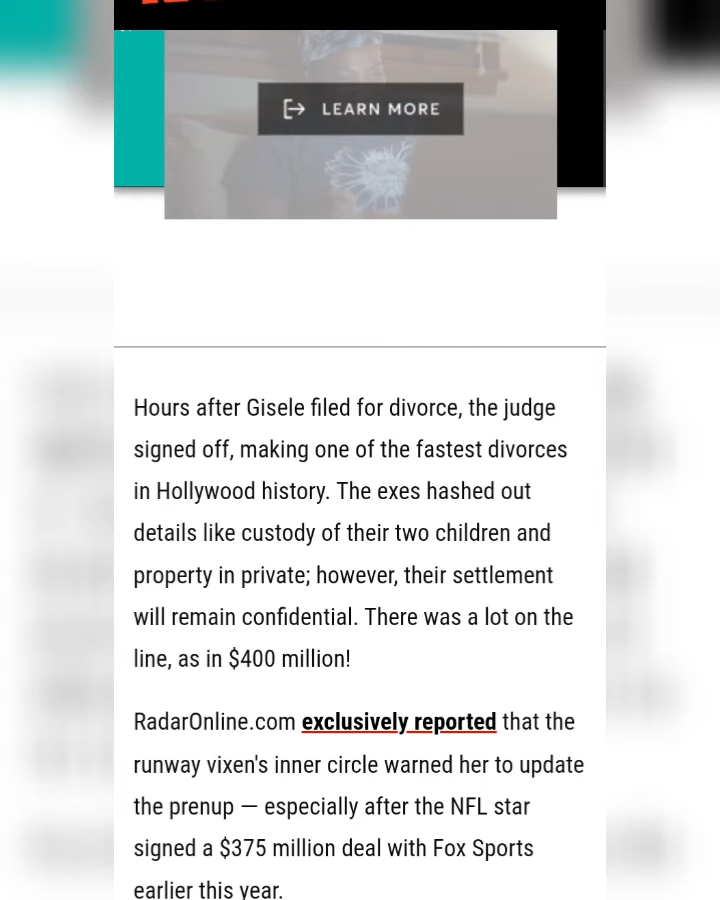 LEARN MORE
Hours after Gisele filed for divorce, the judge
signed off, making one of the fastest divorces
in Hollywood history. The exes hashed out
details like custody of their two children and
property in private; however, their settlement
will remain confidential. There was a lot on the
line, as in $400 million!
RadarOnline.com exclusively reported that the
runway vixen's inner circle warned her to update
the prenup — especially after the NFL star
signed a $375 million deal with Fox Sports
earlier this year.